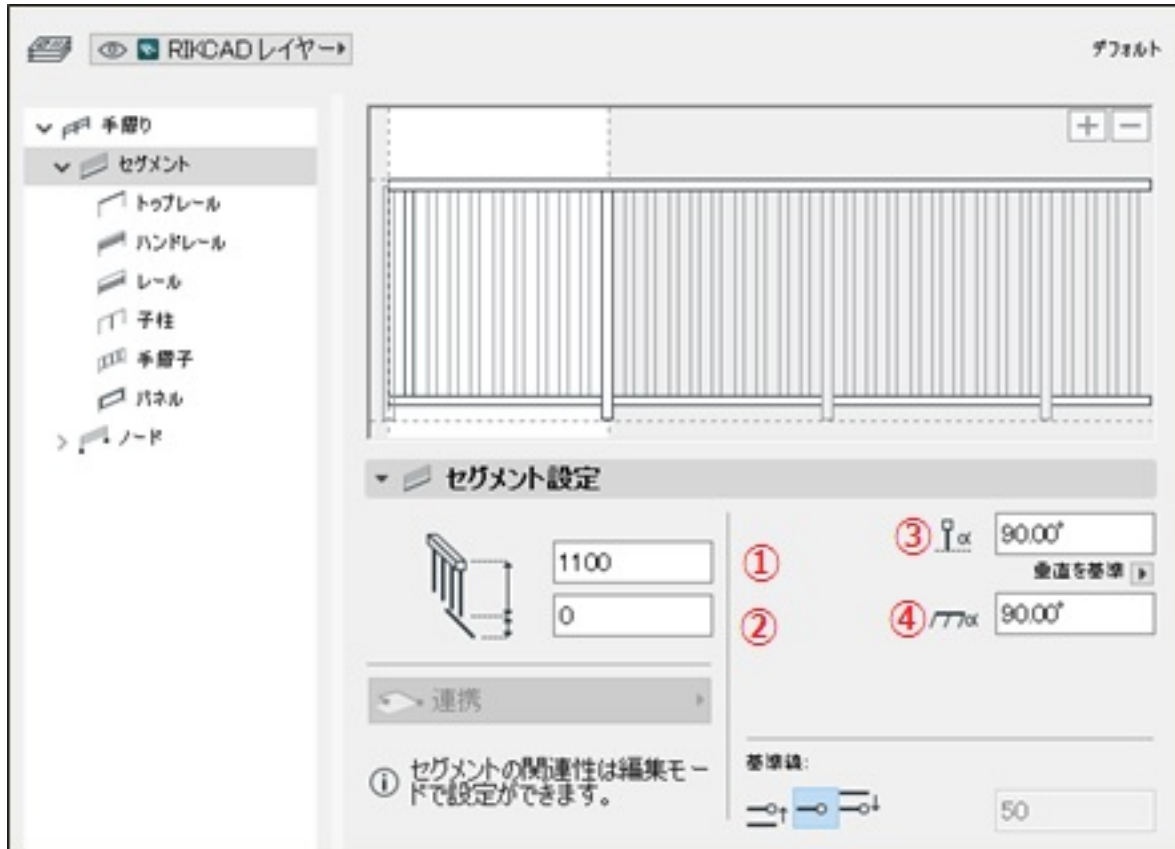 RIKCADレイヤー
デフォルト
手摺り
セグメント
トップレール
ハンドレール
レール
子柱
手摺子
パネル
ノード
セグメント設定
1100
①
0
②
③ α 90.00°
垂直を基準
④ α 90.00°
連携
セグメントの関連性は編集モー
ドで設定ができます。
基準線:
50